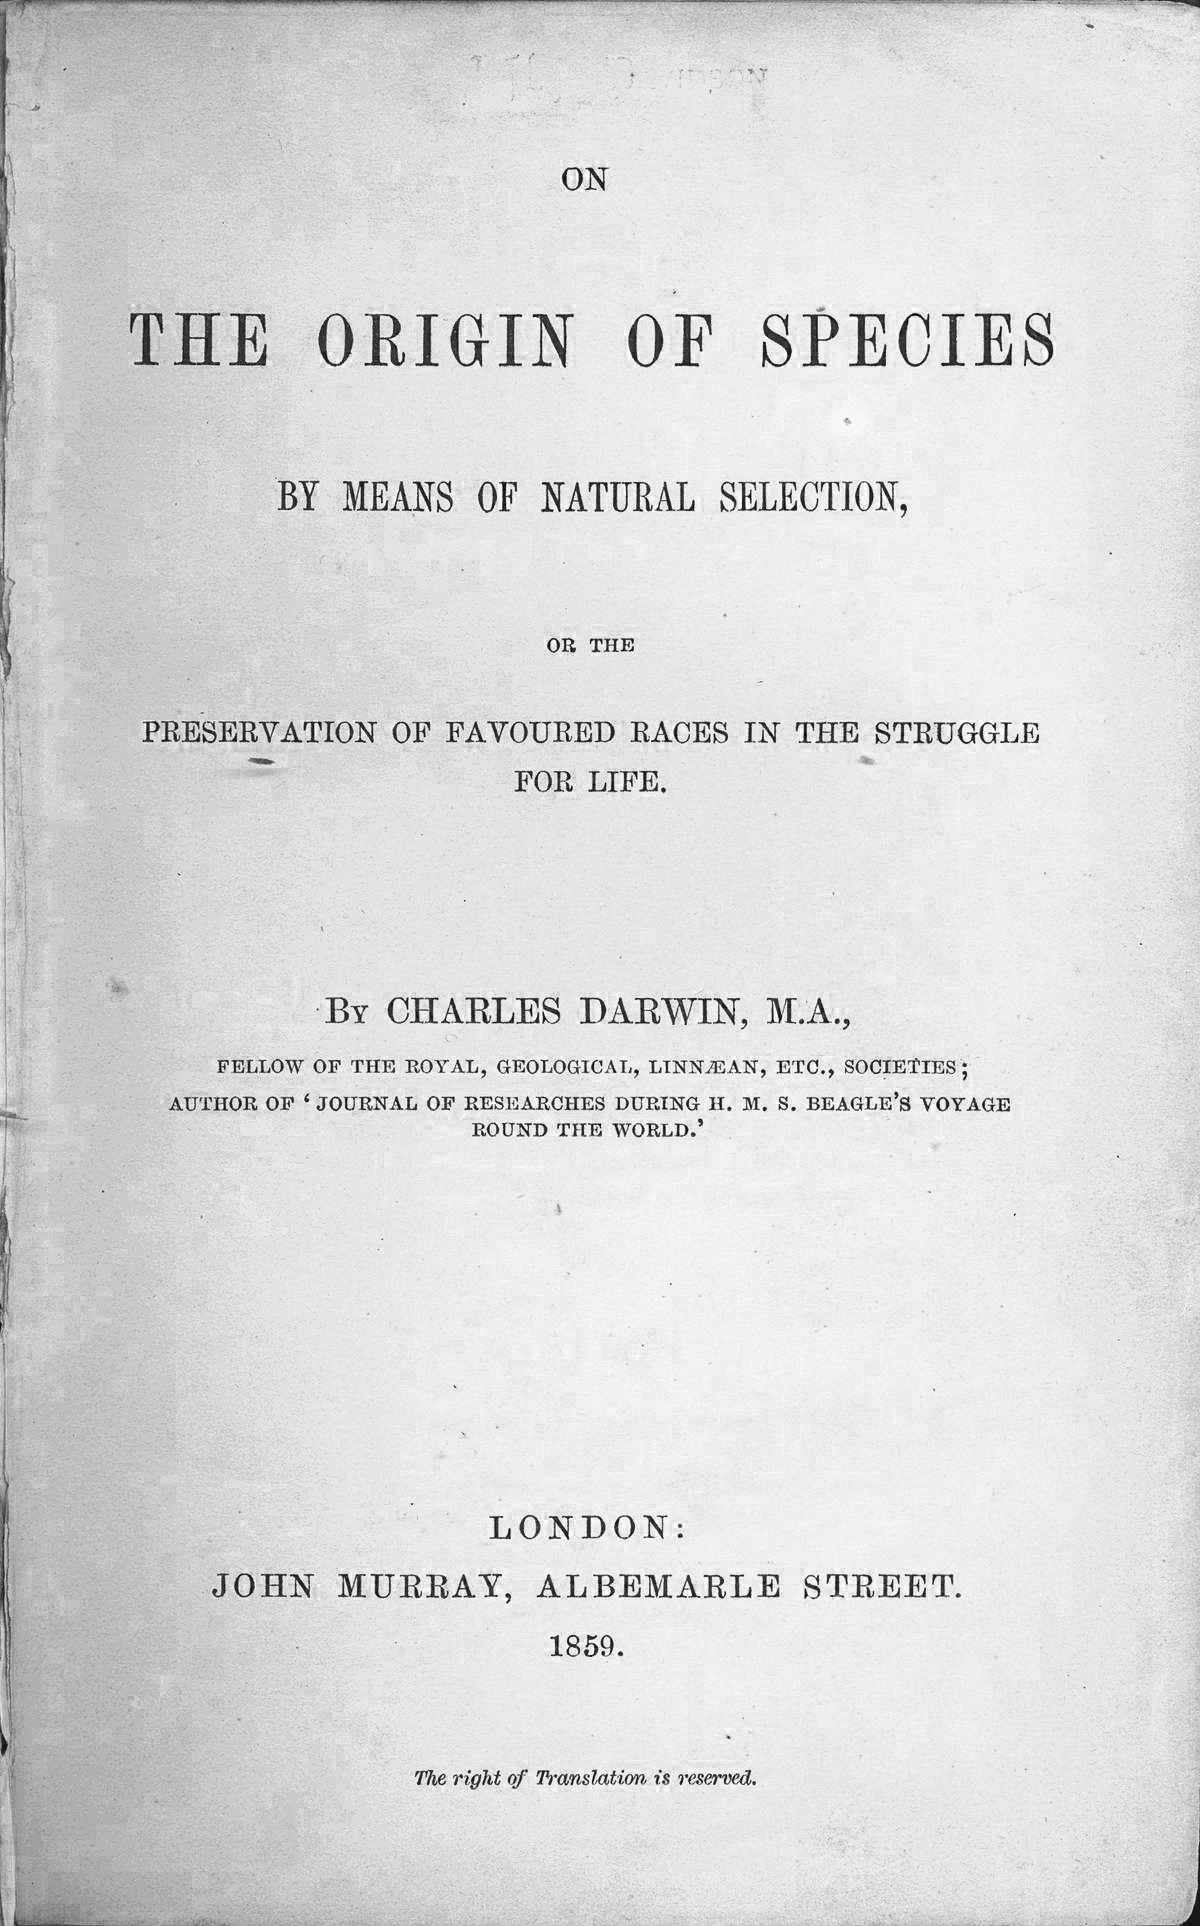 ON
THE ORIGIN OF SPECIES
BY MEANS OF NATURAL SELECTION,
OR THE
PRESERVATION OF FAVOURED RACES IN THE STRUGGLE
FOR LIFE.
By CHARLES DARWIN, M.A.,
FELLOW OF THE ROYAL, GEOLOGICAL, LINNÆAN, ETC., SOCIETIES;
AUTHOR OF ‘JOURNAL OF RESEARCHES DURING H. M. S. BEAGLE’S VOYAGE
ROUND THE WORLD.’
LONDON:
JOHN MURRAY, ALBEMARLE STREET.
1859.
The right of Translation is reserved.